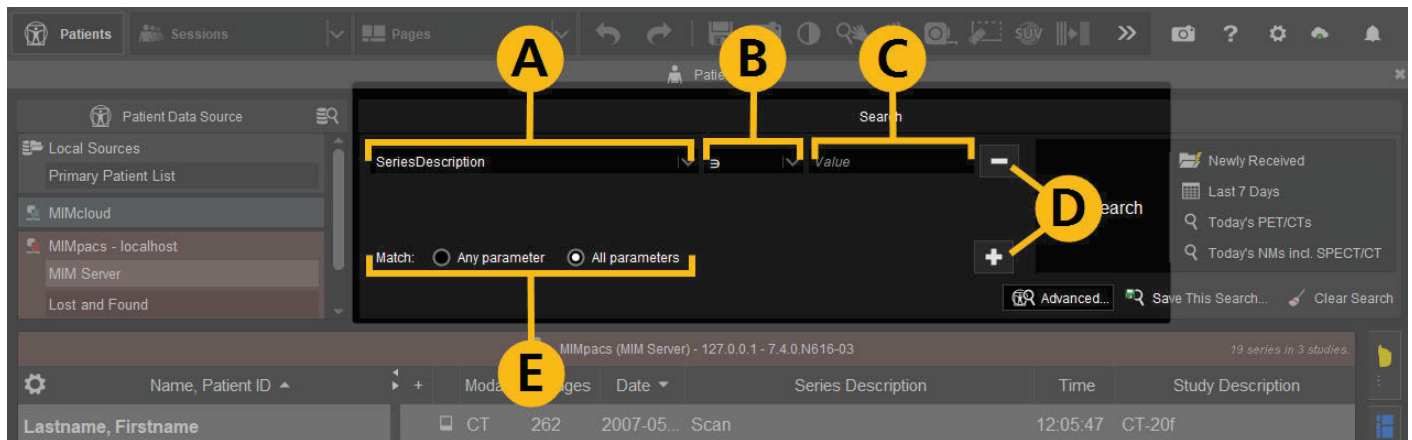 Patients
Sessions
Pages
SUV
A
B
C
Patie
Patient Data Source
Search
Local Sources
SeriesDescription
∍
Value
Newly Received
Primary Patient List
Last 7 Days
D
earch
MIMcloud
Today's PET/CTs
MIMpacs - localhost
Match: Any parameter All parameters
Today's NMs incl. SPECT/CT
MIM Server
Lost and Found
Advanced...
Save This Search...
Clear Search
MIMpacs (MIM Server) - 127.0.0.1 - 7.4.0.N616-03
19 series in 3 studies.
E
Name, Patient ID
+ Moda ges Date Series Description Time Study Description
Lastname, Firstname
CT 262 2007-05... Scan 12:05:47 CT-20f